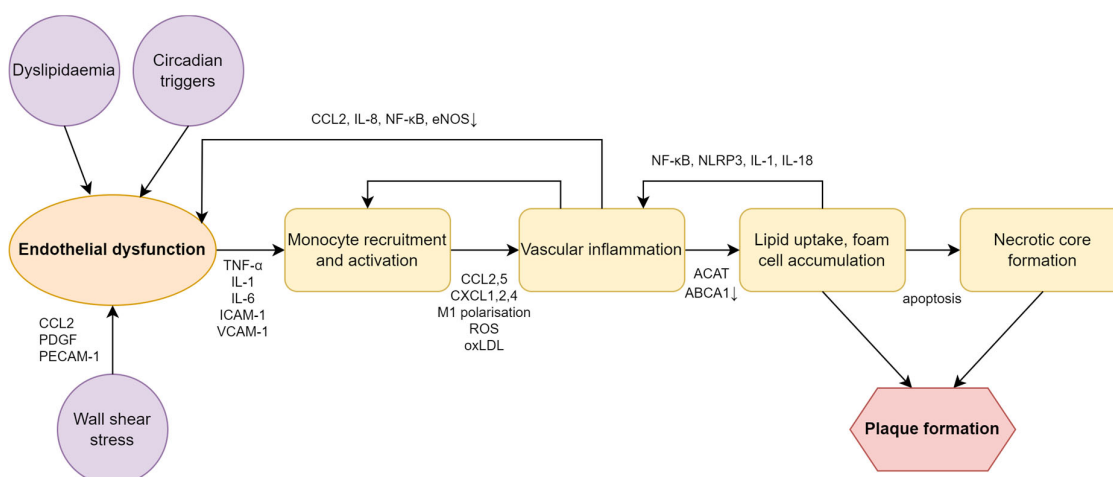 Dyslipidaemia
Circadian
triggers
CCL2, IL-8, NF-κB, eNOS↓
NF-κB, NLRP3, IL-1, IL-18
Endothelial dysfunction
Monocyte recruitment
and activation
Vascular inflammation
Lipid uptake, foam
cell accumulation
Necrotic core
formation
TNF-α
IL-1
IL-6
ICAM-1
VCAM-1
CCL2,5
CXCL1,2,4
M1 polarisation
ROS
oxLDL
ACAT
ABCA1↓
apoptosis
CCL2
PDGF
PECAM-1
Wall shear
stress
Plaque formation